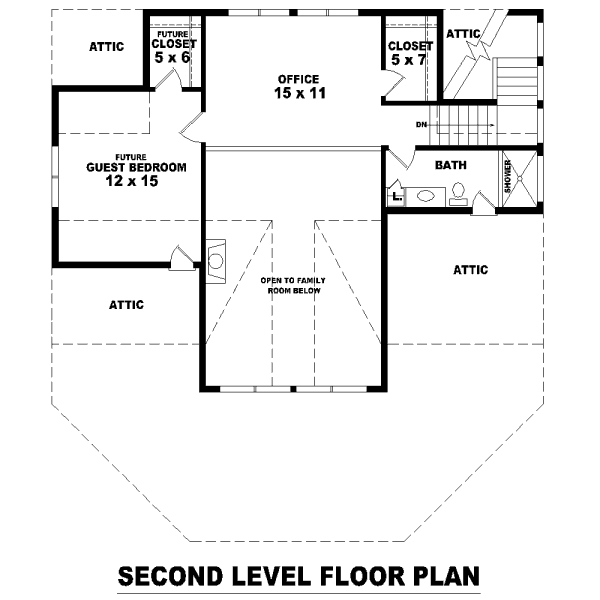 ATTIC
FUTURE
CLOSET
5 x 6
OFFICE
15 x 11
CLOSET
5 x 7
ATTIC
DN
FUTURE
GUEST BEDROOM
12 x 15
BATH
SHOWER
L.
OPEN TO FAMILY
ROOM BELOW
ATTIC
ATTIC
SECOND LEVEL FLOOR PLAN